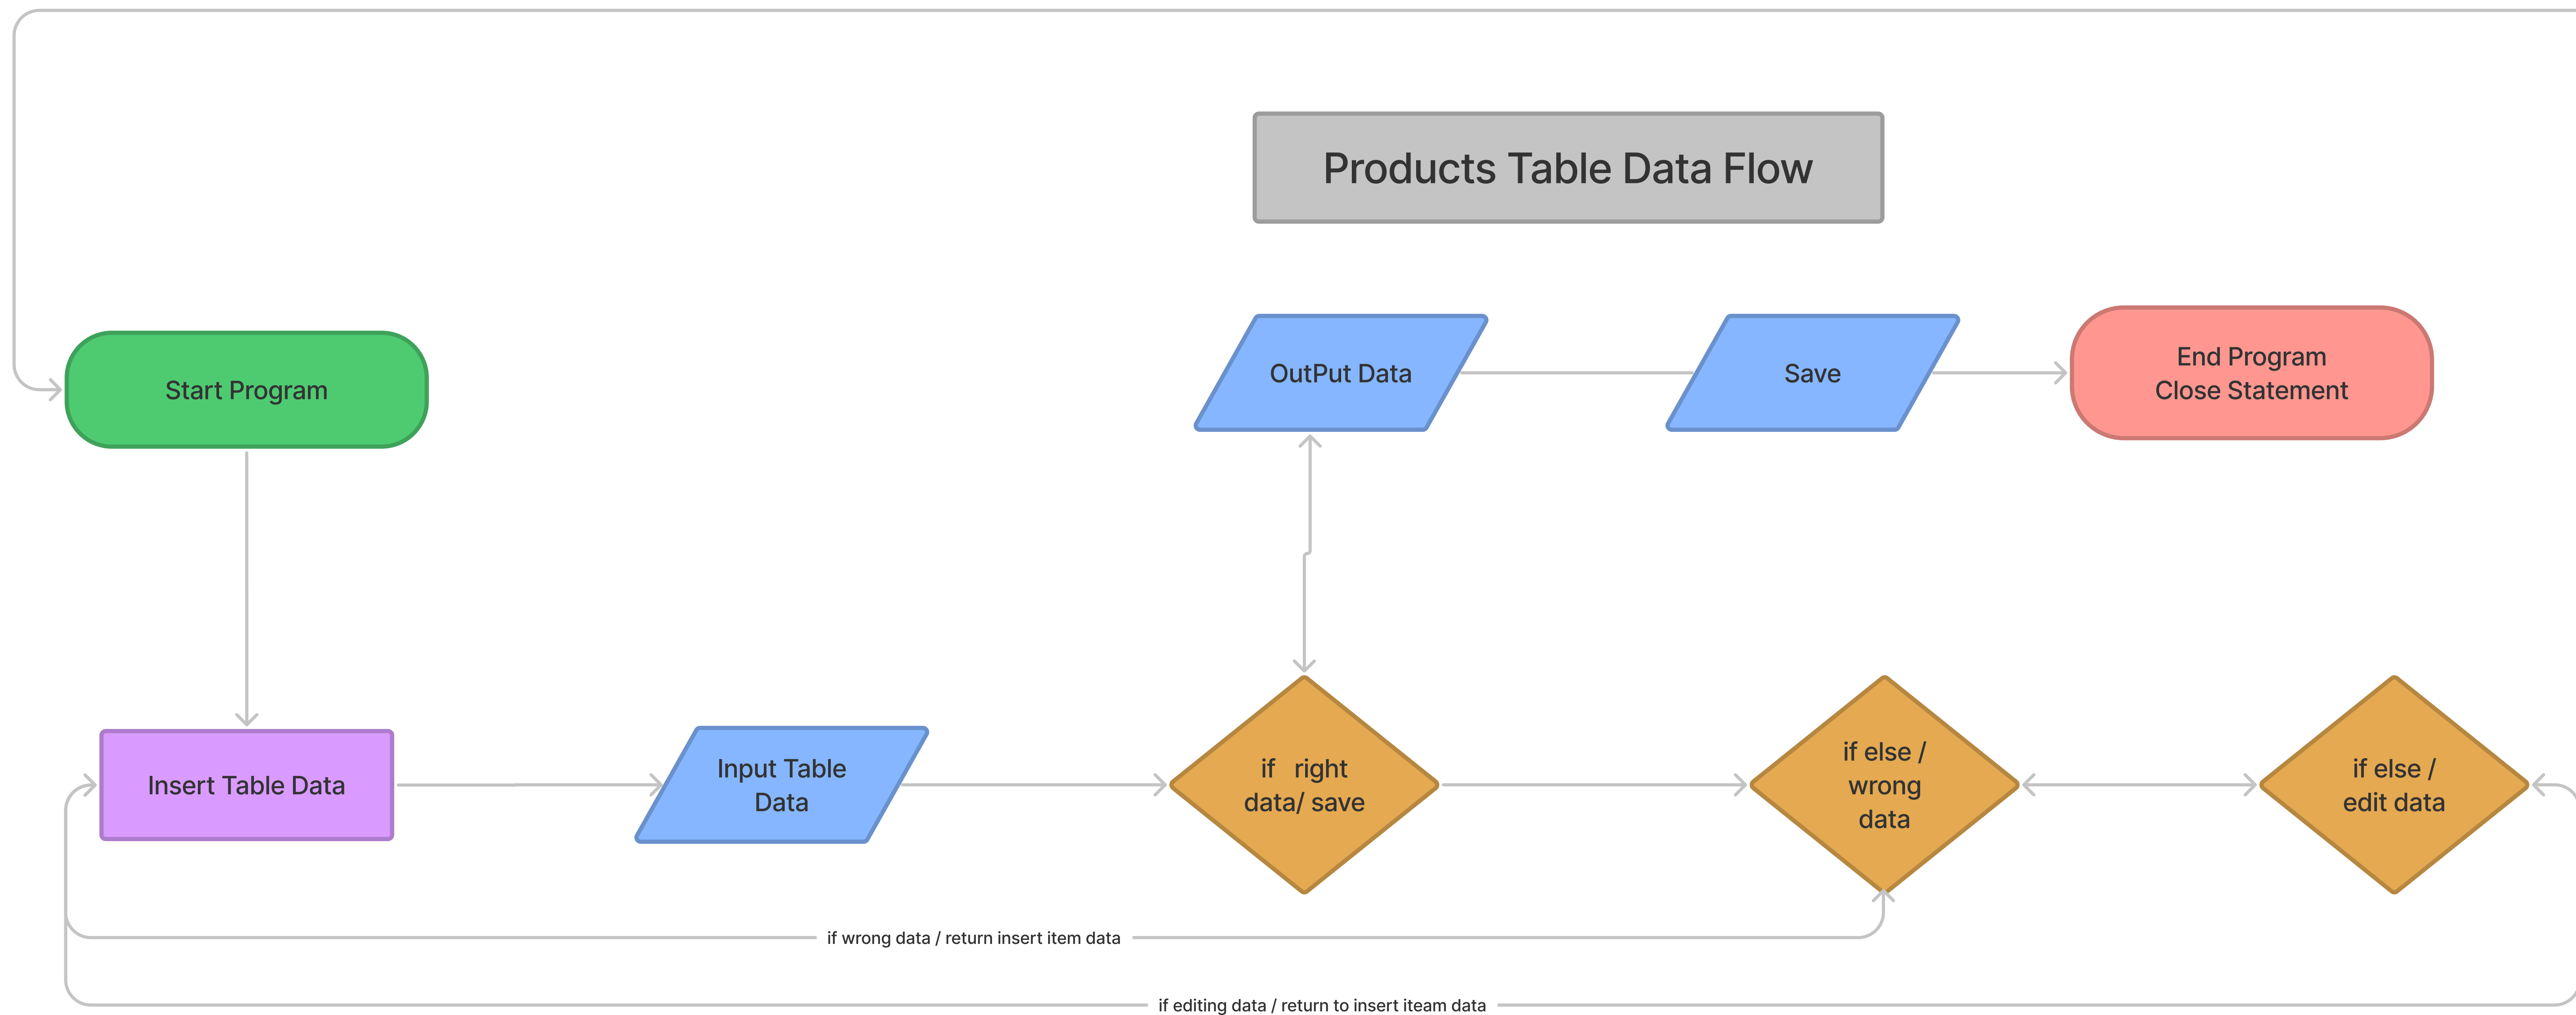 Products Table Data Flow
Start Program
OutPut Data
Save
End Program
Close Statement
Insert Table Data
Input Table
Data
if   right
data/ save
if else /
wrong
data
if else /
edit data
if wrong data / return insert item data
if editing data / return to insert iteam data